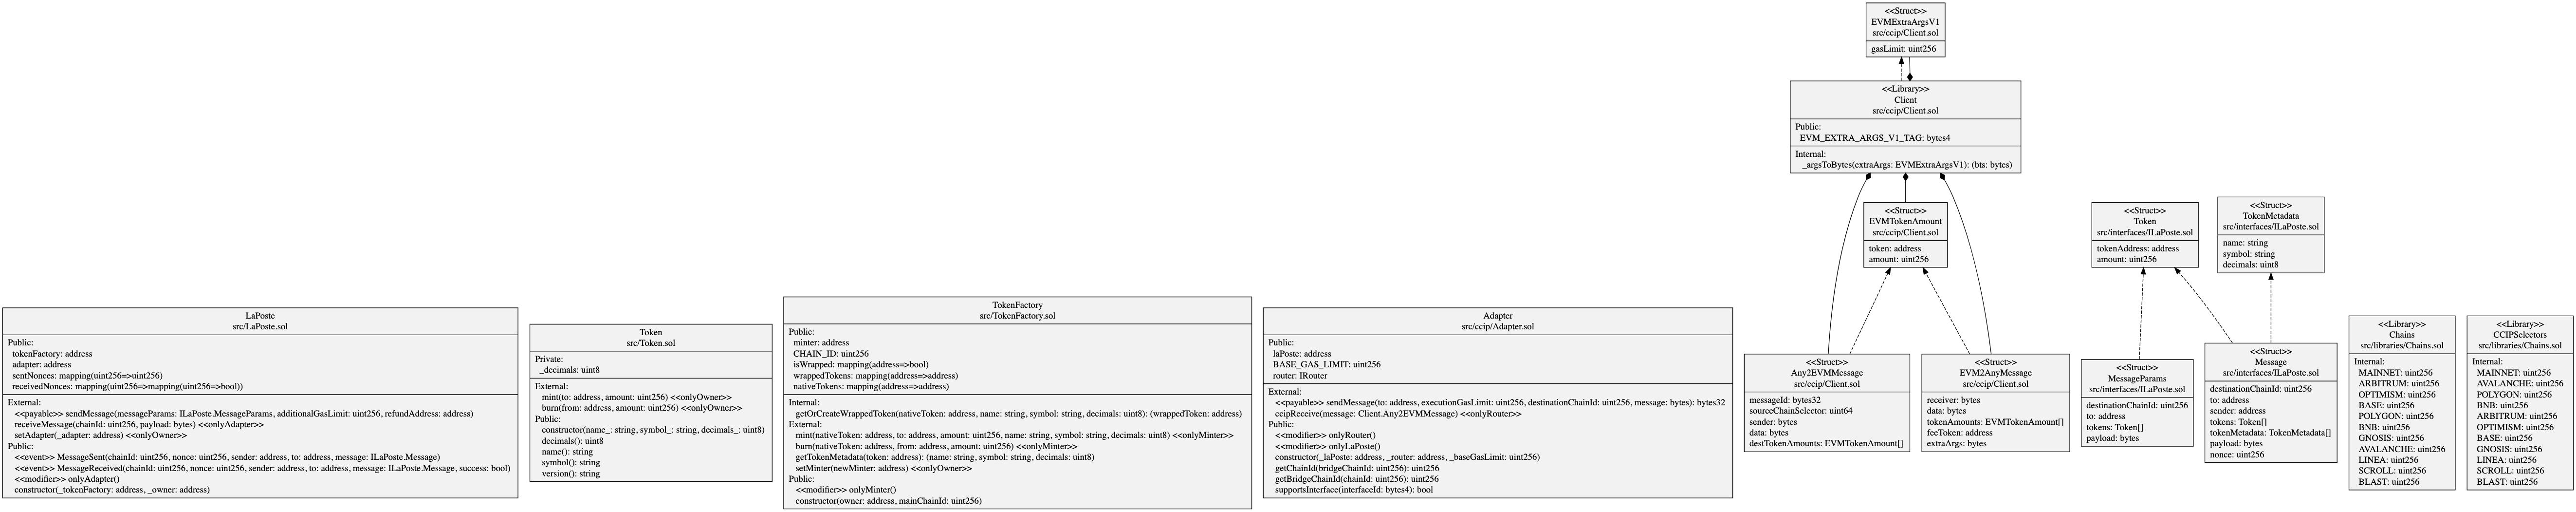 <<Struct>>
EVMExtraArgsV1
src/ccip/Client.sol
gasLimit: uint256
<<Library>>
Client
src/ccip/Client.sol
Public:
EVM_EXTRA_ARGS_V1_TAG: bytes4
Internal:
_argsToBytes(extraArgs: EVMExtraArgsV1): (bts: bytes)
<<Struct>>
EVMTokenAmount
src/ccip/Client.sol
token: address
amount: uint256
<<Struct>>
Token
src/interfaces/ILaPoste.sol
tokenAddress: address
amount: uint256
<<Struct>>
TokenMetadata
src/interfaces/ILaPoste.sol
name: string
symbol: string
decimals: uint8
LaPoste
src/LaPoste.sol
Public:
tokenFactory: address
adapter: address
sentNonces: mapping(uint256=>uint256)
receivedNonces: mapping(uint256=>mapping(uint256=>bool))
External:
<<payable>> sendMessage(messageParams: ILaPoste.MessageParams, additionalGasLimit: uint256, refundAddress: address)
receiveMessage(chainId: uint256, payload: bytes) <<onlyAdapter>>
setAdapter(_adapter: address) <<onlyOwner>>
Public:
<<event>> MessageSent(chainId: uint256, nonce: uint256, sender: address, to: address, message: ILaPoste.Message)
<<event>> MessageReceived(chainId: uint256, nonce: uint256, sender: address, to: address, message: ILaPoste.Message, success: bool)
<<modifier>> onlyAdapter()
constructor(_tokenFactory: address, _owner: address)
Token
src/Token.sol
Private:
_decimals: uint8
External:
mint(to: address, amount: uint256) <<onlyOwner>>
burn(from: address, amount: uint256) <<onlyOwner>>
Public:
constructor(name_: string, symbol_: string, decimals_: uint8)
decimals(): uint8
name(): string
symbol(): string
version(): string
TokenFactory
src/TokenFactory.sol
Public:
minter: address
CHAIN_ID: uint256
isWrapped: mapping(address=>bool)
wrappedTokens: mapping(address=>address)
nativeTokens: mapping(address=>address)
Internal:
getOrCreateWrappedToken(nativeToken: address, name: string, symbol: string, decimals: uint8): (wrappedToken: address)
External:
mint(nativeToken: address, to: address, amount: uint256, name: string, symbol: string, decimals: uint8) <<onlyMinter>>
burn(nativeToken: address, from: address, amount: uint256) <<onlyMinter>>
getTokenMetadata(token: address): (name: string, symbol: string, decimals: uint8)
setMinter(newMinter: address) <<onlyOwner>>
Public:
<<modifier>> onlyMinter()
constructor(owner: address, mainChainId: uint256)
Adapter
src/ccip/Adapter.sol
Public:
laPoste: address
BASE_GAS_LIMIT: uint256
router: IRouter
External:
<<payable>> sendMessage(to: address, executionGasLimit: uint256, destinationChainId: uint256, message: bytes): bytes32
ccipReceive(message: Client.Any2EVMMessage) <<onlyRouter>>
Public:
<<modifier>> onlyRouter()
<<modifier>> onlyLaPoste()
constructor(_laPoste: address, _router: address, _baseGasLimit: uint256)
getChainId(bridgeChainId: uint256): uint256
getBridgeChainId(chainId: uint256): uint256
supportsInterface(interfaceId: bytes4): bool
<<Struct>>
Any2EVMMessage
src/ccip/Client.sol
messageId: bytes32
sourceChainSelector: uint64
sender: bytes
data: bytes
destTokenAmounts: EVMTokenAmount[]
<<Struct>>
EVM2AnyMessage
src/ccip/Client.sol
receiver: bytes
data: bytes
tokenAmounts: EVMTokenAmount[]
feeToken: address
extraArgs: bytes
<<Struct>>
MessageParams
src/interfaces/ILaPoste.sol
destinationChainId: uint256
to: address
tokens: Token[]
payload: bytes
<<Struct>>
Message
src/interfaces/ILaPoste.sol
destinationChainId: uint256
to: address
sender: address
tokens: Token[]
tokenMetadata: TokenMetadata[]
payload: bytes
nonce: uint256
<<Library>>
Chains
src/libraries/Chains.sol
Internal:
MAINNET: uint256
ARBITRUM: uint256
OPTIMISM: uint256
BASE: uint256
POLYGON: uint256
BNB: uint256
GNOSIS: uint256
AVALANCHE: uint256
LINEA: uint256
SCROLL: uint256
BLAST: uint256
<<Library>>
CCIPSelectors
src/libraries/Chains.sol
Internal:
MAINNET: uint256
AVALANCHE: uint256
POLYGON: uint256
BNB: uint256
ARBITRUM: uint256
OPTIMISM: uint256
BASE: uint256
GNOSIS: uint256
LINEA: uint256
SCROLL: uint256
BLAST: uint256